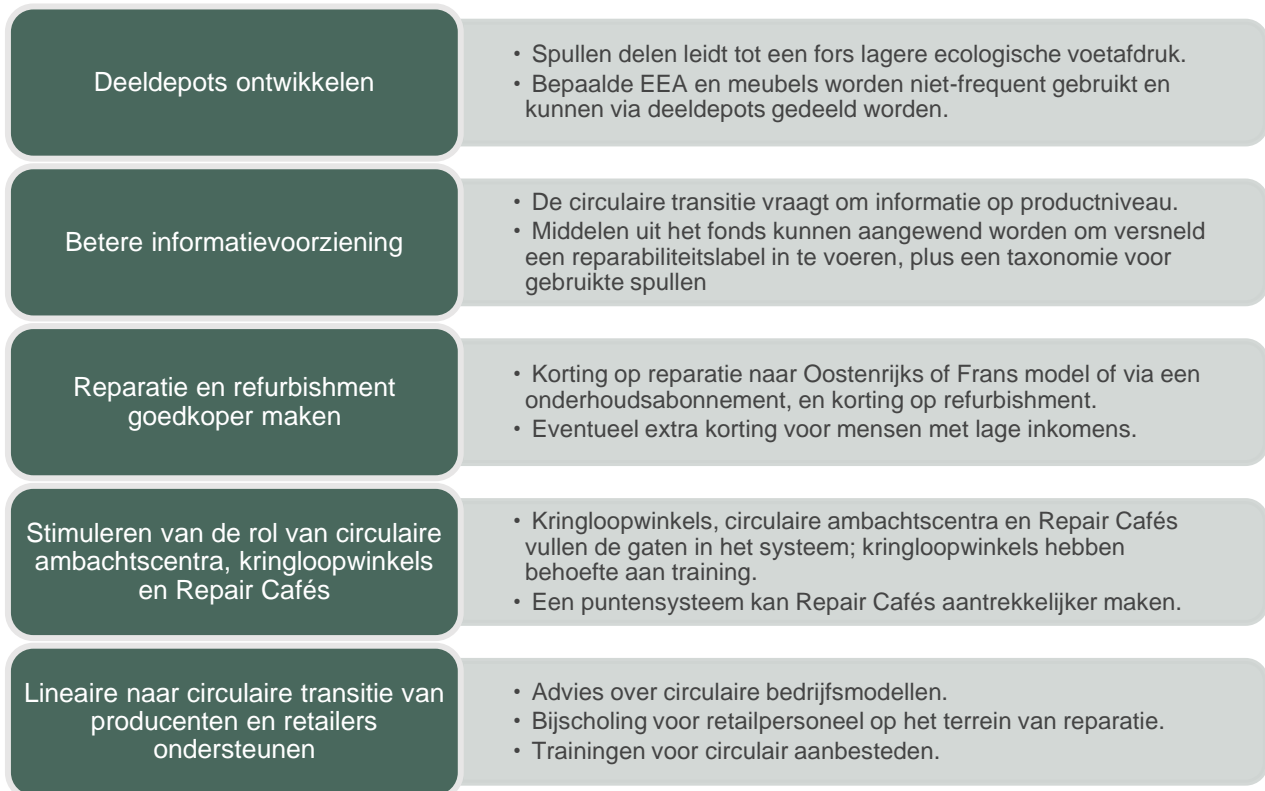 Deeldepots ontwikkelen
• Spullen delen leidt tot een fors lagere ecologische voetafdruk.
• Bepaalde EEA en meubels worden niet-frequent gebruikt en
kunnen via deeldepots gedeeld worden.
Betere informatievoorziening
• De circulaire transitie vraagt om informatie op productniveau.
• Middelen uit het fonds kunnen aangewend worden om versneld
een reparabiliteitslabel in te voeren, plus een taxonomie voor
gebruikte spullen
Reparatie en refurbishment
goedkoper maken
• Korting op reparatie naar Oostenrijks of Frans model of via een
onderhoudsabonnement, en korting op refurbishment.
• Eventueel extra korting voor mensen met lage inkomens.
Stimuleren van de rol van circulaire
ambachtscentra, kringloopwinkels
en Repair Cafés
• Kringloopwinkels, circulaire ambachtscentra en Repair Cafés
vullen de gaten in het systeem; kringloopwinkels hebben
behoefte aan training.
• Een puntensysteem kan Repair Cafés aantrekkelijker maken.
Lineaire naar circulaire transitie van
producenten en retailers
ondersteunen
• Advies over circulaire bedrijfsmodellen.
• Bijscholing voor retailpersoneel op het terrein van reparatie.
• Trainingen voor circulair aanbesteden.